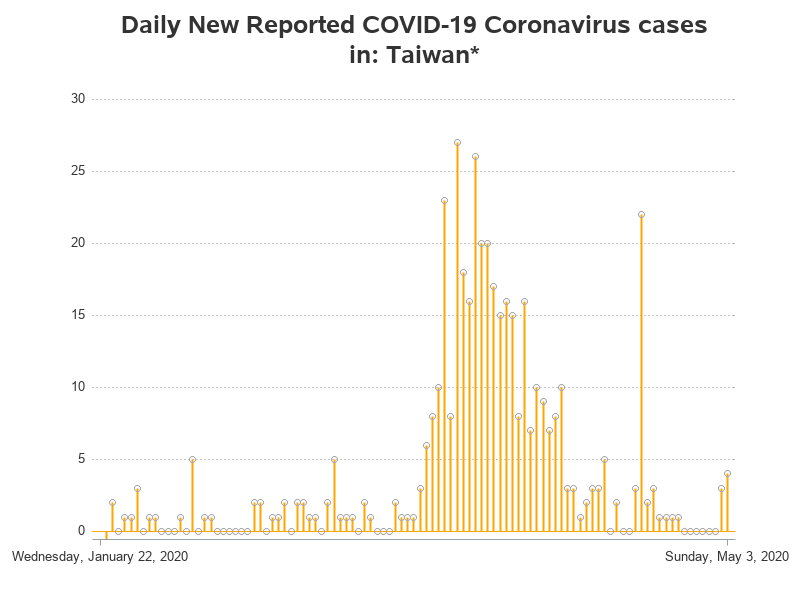 Daily New Reported COVID-19 Coronavirus cases
in: Taiwan*
30
25
20
15
10
5
0
Wednesday, January 22, 2020 Sunday, May 3, 2020